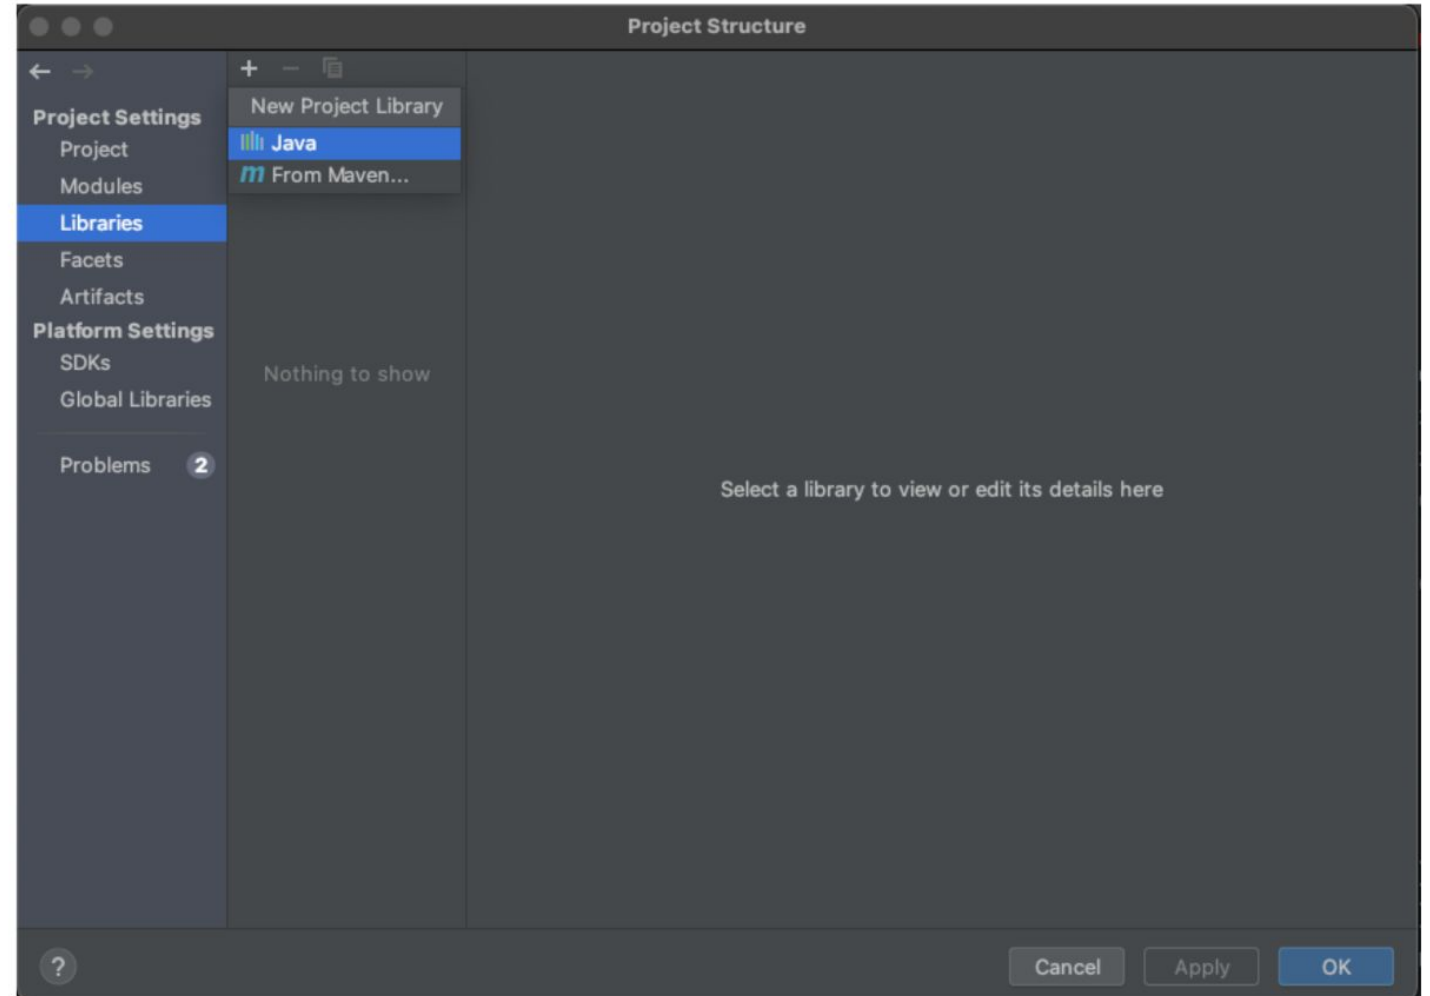 Project Structure
Project Settings
Project
Modules
Libraries
Facets
Artifacts
Platform Settings
SDKs
Global Libraries
Problems 2
New Project Library
Java
m From Maven...
Nothing to show
Select a library to view or edit its details here
? Cancel Apply OK